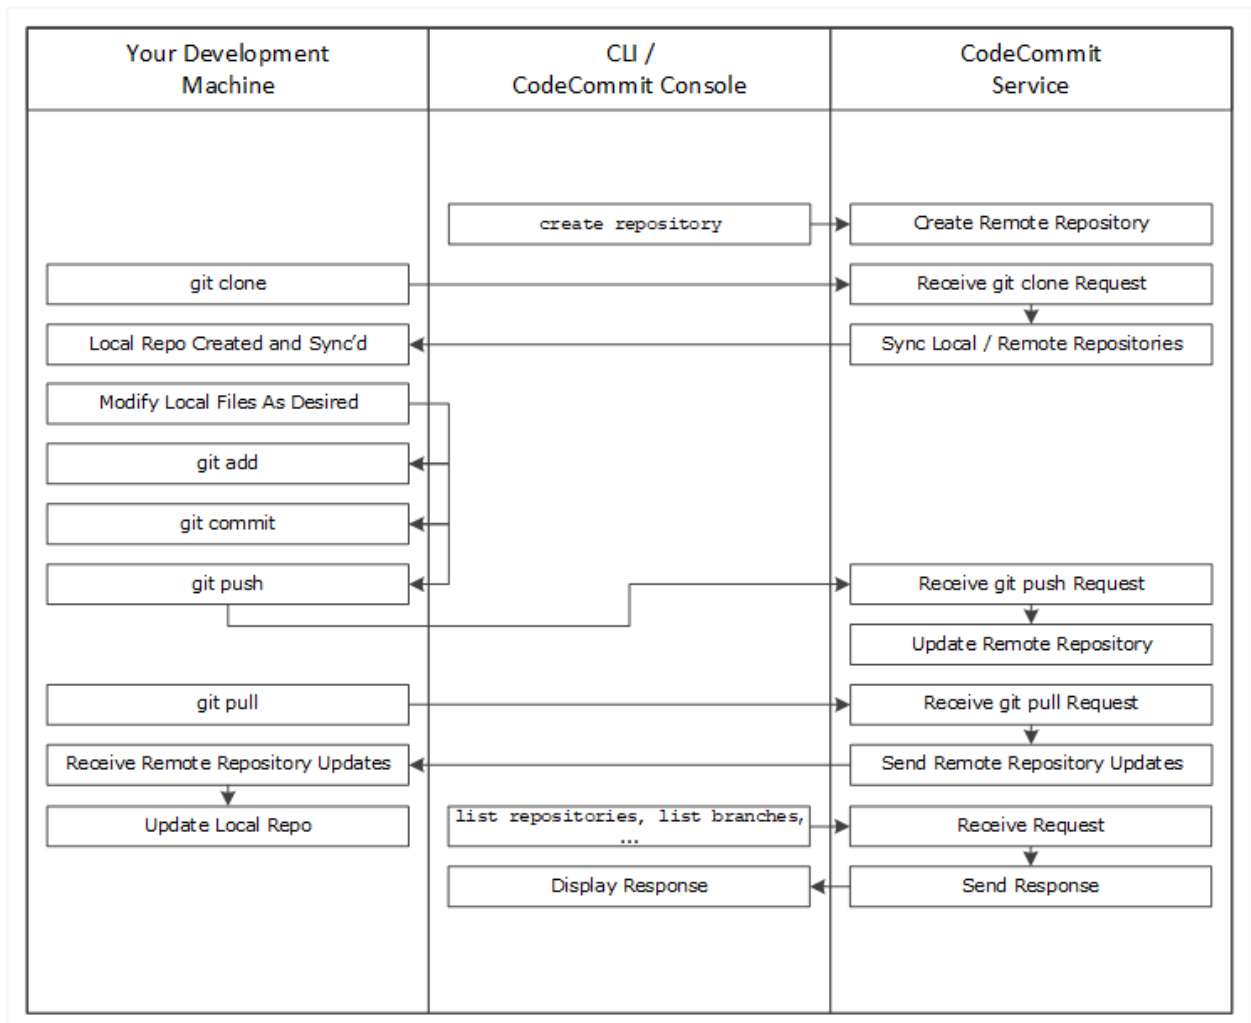 Your Development
Machine
CLI /
CodeCommit Console
CodeCommit
Service
create repository
Create Remote Repository
git clone
Receive git clone Request
Local Repo Created and Sync’d
Sync Local / Remote Repositories
Modify Local Files As Desired
git add
git commit
git push
Receive git push Request
Update Remote Repository
git pull
Receive git pull Request
Receive Remote Repository Updates
Send Remote Repository Updates
Update Local Repo
list repositories, list branches,
...
Receive Request
Display Response
Send Response